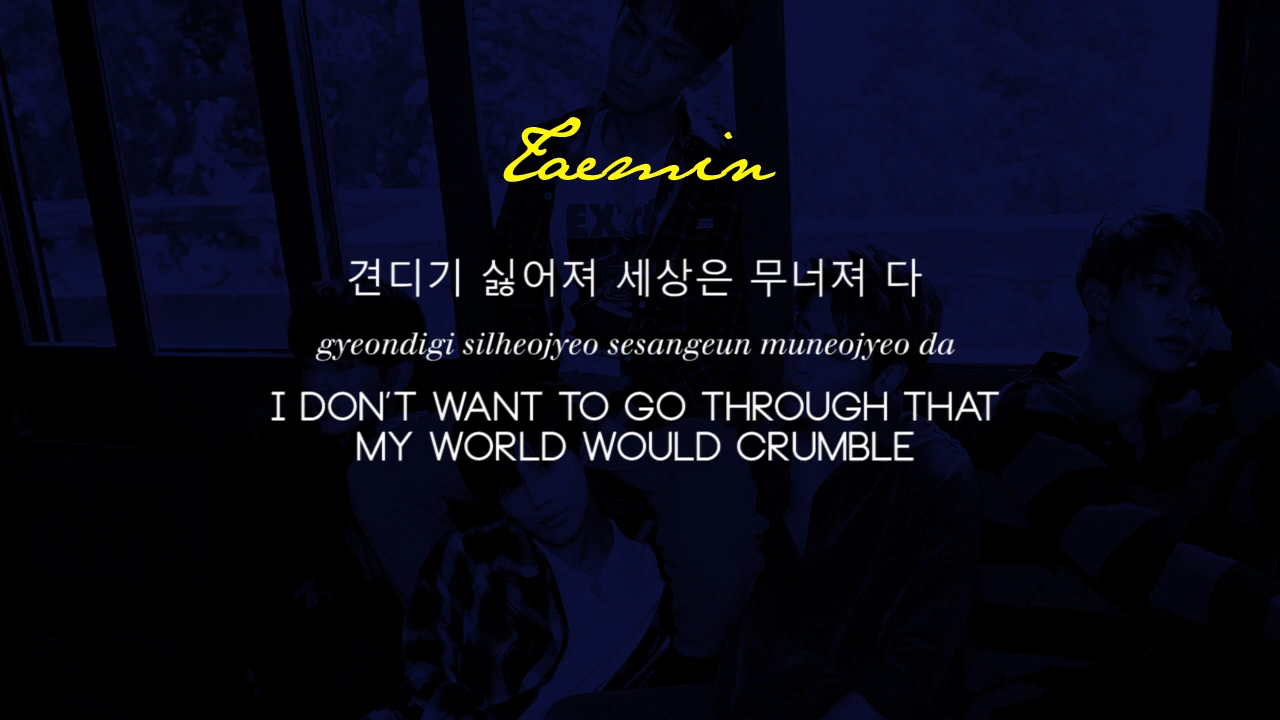 Taemin
견디기 싫어져 세상은 무너져 다
gyeondigi silheojyeo sesangeun muneojyeo da
I DON'T WANT TO GO THROUGH THAT
MY WORLD WOULD CRUMBLE